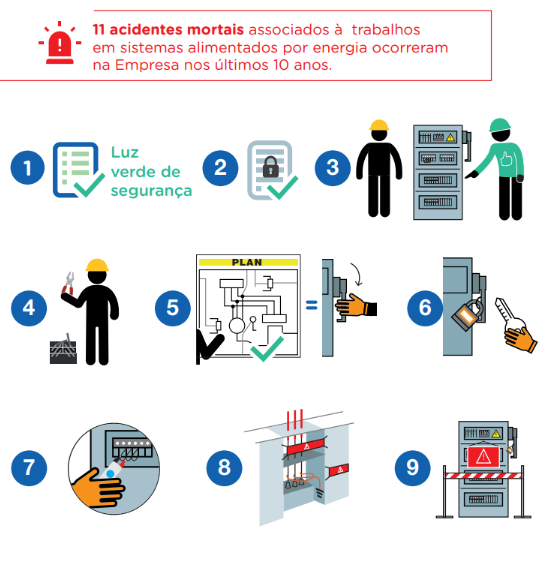 11 acidentes mortais associados à trabalhos
em sistemas alimentados por energia ocorreram
na Empresa nos últimos 10 anos.
1
Luz
verde de
segurança
2
3
4
5
PLAN
=
6
7
8
9